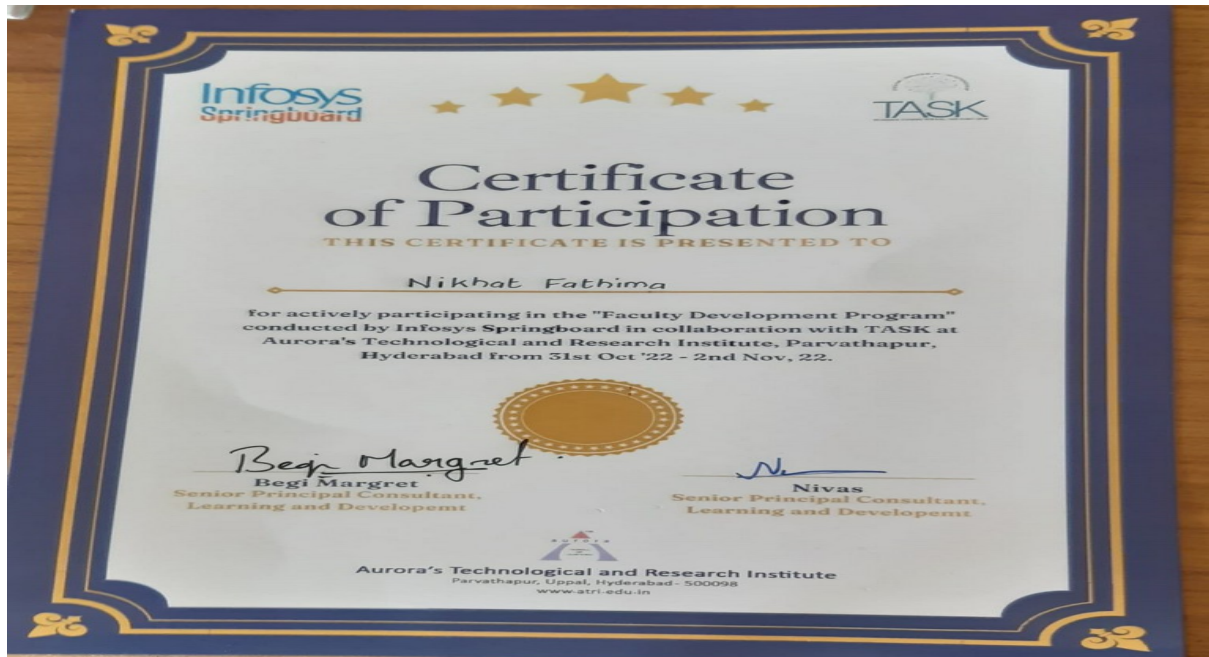 Infosys
Springboard
TASK
Certificate
of Participation
THIS CERTIFICATE IS PRESENTED TO
Nikhat Fathima
for actively participating in the "Faculty Development Program"
conducted by Infosys Springboard in collaboration with TASK at
Aurora's Technological and Research Institute, Parvathapur,
Hyderabad from 31st Oct '22 - 2nd Nov, 22.
Begi Margret
Begi Margret
Senior Principal Consultant,
Learning and Developemt
Nivas
Senior Principal Consultant,
Learning and Developemt
aurora
Aurora's Technological and Research Institute
Parvathapur, Uppal, Hyderabad- 500098
www-atri-edu-in